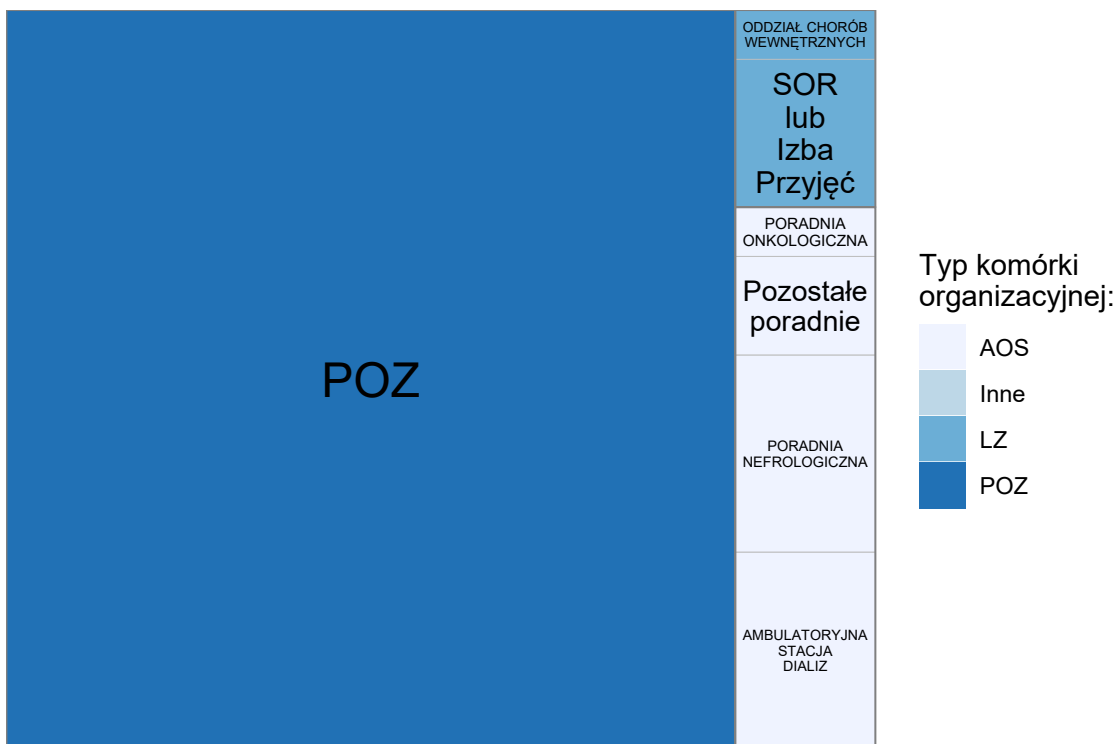 POZ
ODDZIAŁ CHORÓB
WEWNĘTRZNYCH
SOR
lub
Izba
Przyjęć
PORADNIA
ONKOLOGICZNA
Pozostałe
poradnie
PORADNIA
NEFROLOGICZNA
AMBULATORYJNA
STACJA
DIALIZ
Typ komórki
organizacyjnej:
AOS
Inne
LZ
POZ